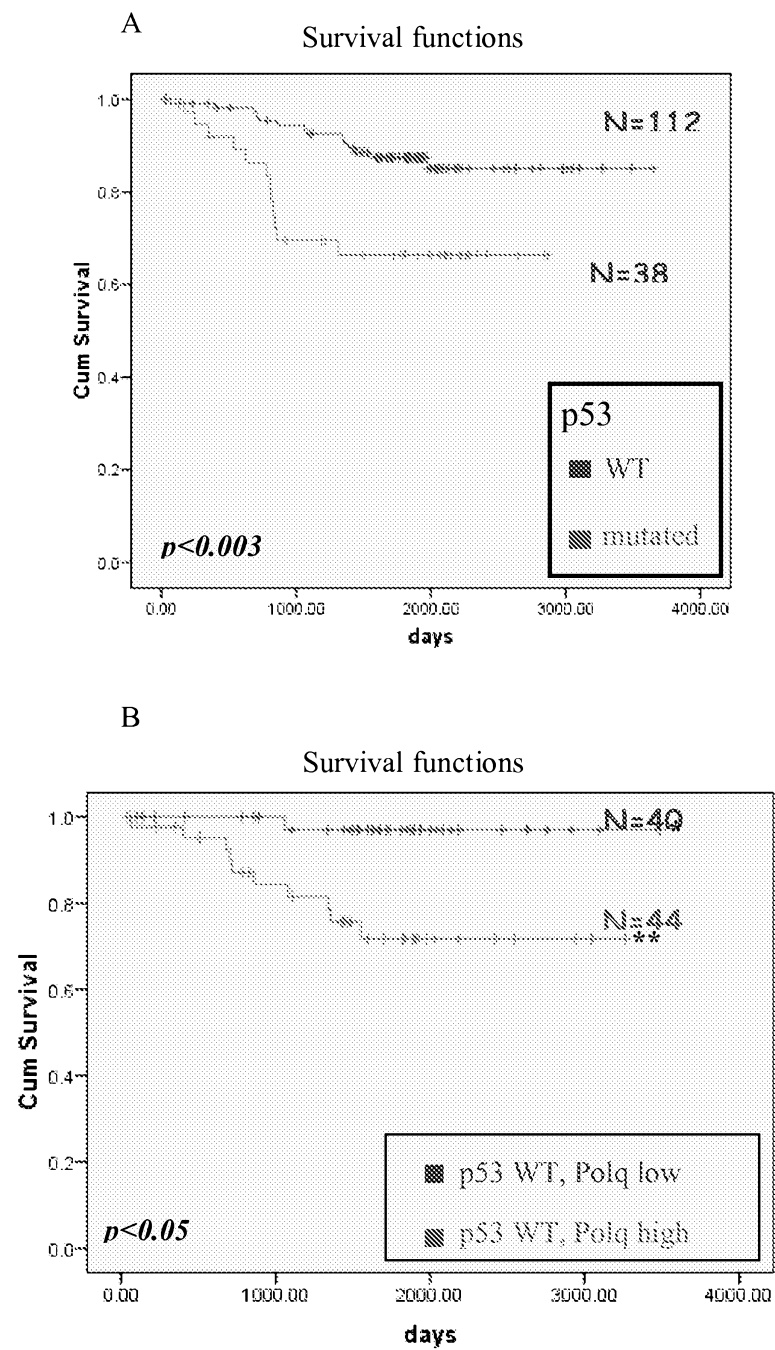 A
Survival functions
N=112
N=38
1.0
0.8
0.6
0.4
0.2
0.0
Cum Survival
p53
WT
mutated
p<0.003
0.00 1000.00 2000.00 3000.00 4000.00
days
B
Survival functions
N=40
N=44
**
1.0
0.8
0.6
0.4
0.2
0.0
Cum Survival
p53 WT, Polq low
p53 WT, Polq high
p<0.05
0.00 1000.00 2000.00 3000.00 4000.00
days